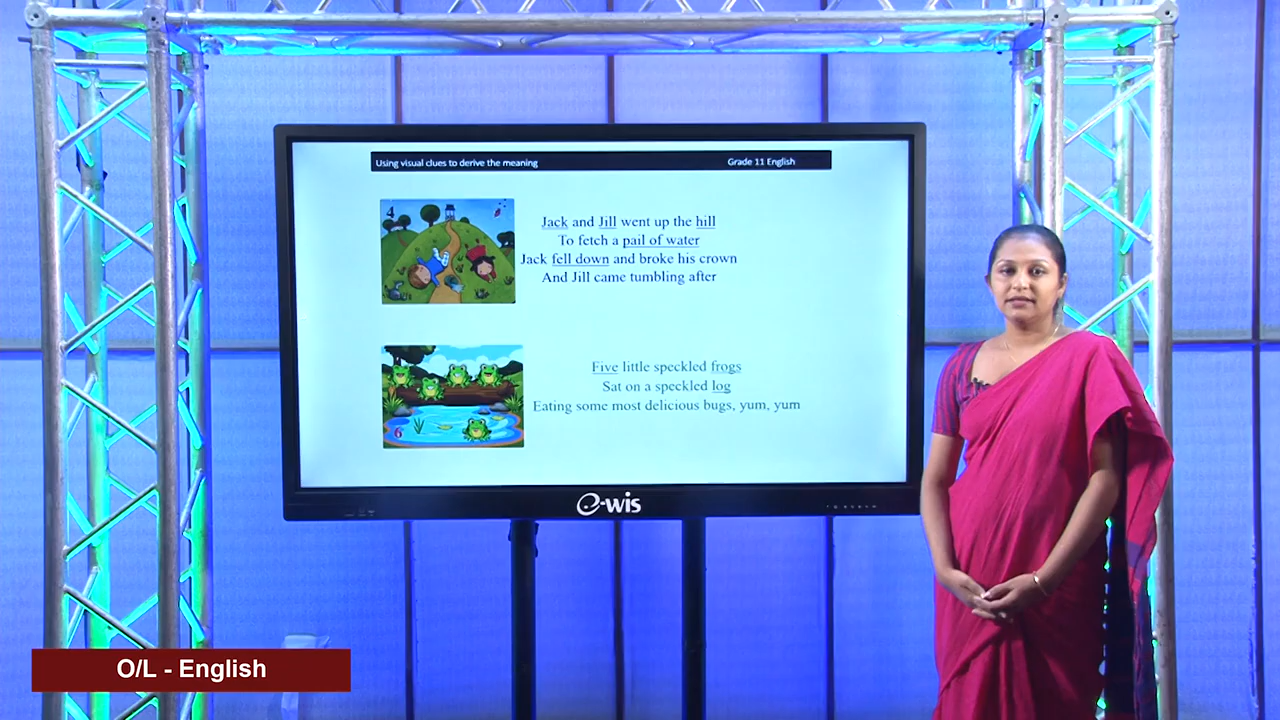 Using visual clues to derive the meaning
Grade 11 English
4
Jack and Jill went up the hill
To fetch a pail of water
Jack fell down and broke his crown
And Jill came tumbling after
Five little speckled frogs
Sat on a speckled log
Eating some most delicious bugs, yum, yum
6
e-wis
O/L - English